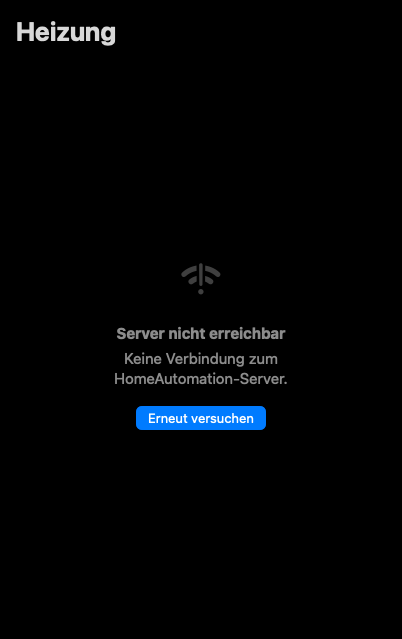 Heizung
Server nicht erreichbar
Keine Verbindung zum
HomeAutomation-Server.
Erneut versuchen